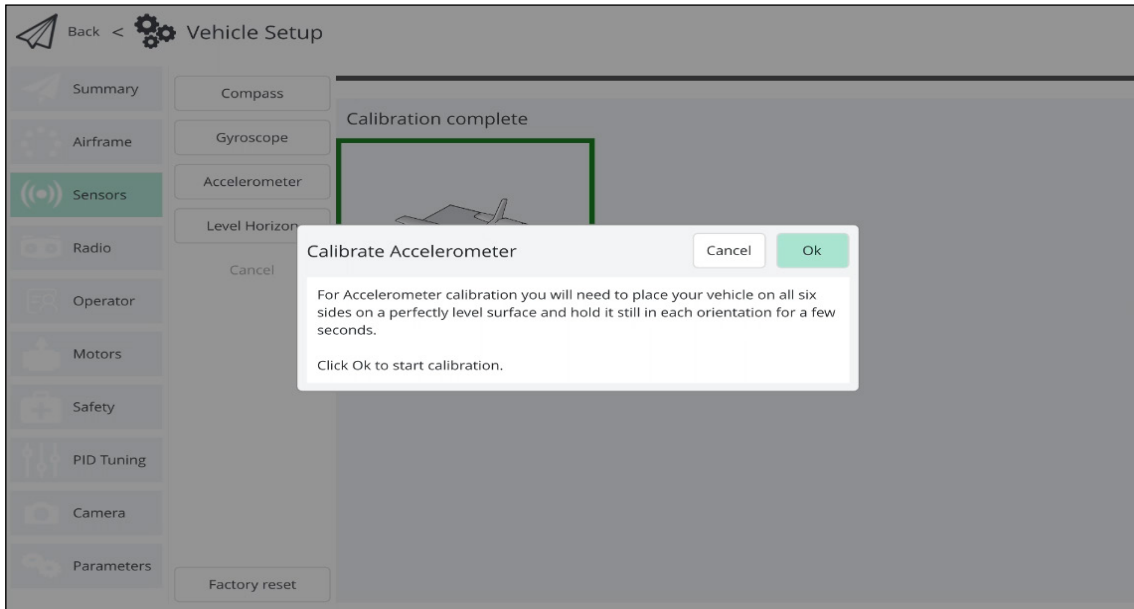 Back < Vehicle Setup
Summary
Airframe
Sensors
Radio
Operator
Motors
Safety
PID Tuning
Camera
Parameters
Compass
Gyroscope
Accelerometer
Level Horizon
Cancel
Factory reset
Calibration complete
Calibrate Accelerometer
Cancel
Ok
For Accelerometer calibration you will need to place your vehicle on all six
sides on a perfectly level surface and hold it still in each orientation for a few
seconds.
Click Ok to start calibration.